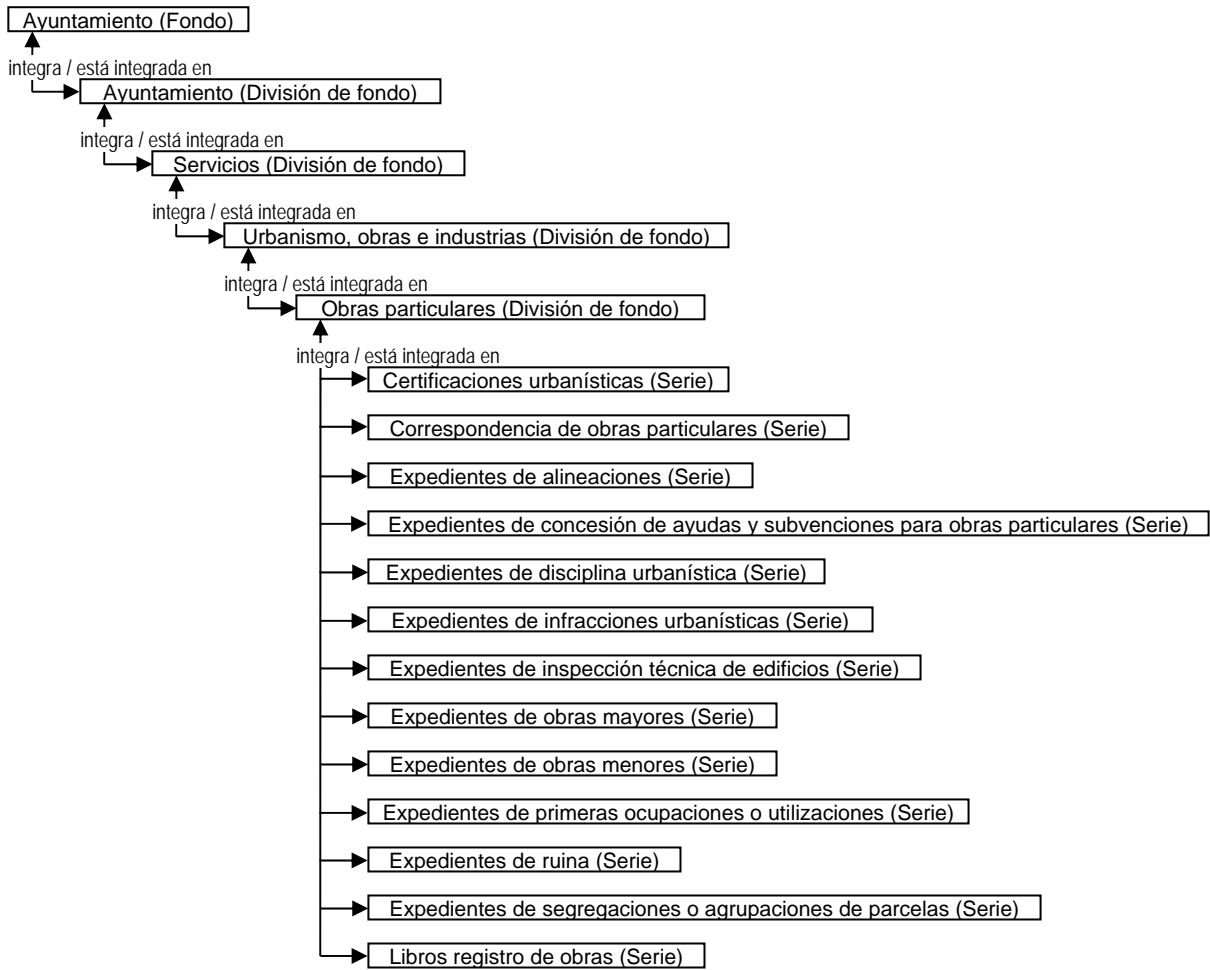 Ayuntamiento (Fondo)
integra / está integrada en
Ayuntamiento (División de fondo)
integra / está integrada en
Servicios (División de fondo)
integra / está integrada en
Urbanismo, obras e industrias (División de fondo)
integra / está integrada en
Obras particulares (División de fondo)
integra / está integrada en
Certificaciones urbanísticas (Serie)
Correspondencia de obras particulares (Serie)
Expedientes de alineaciones (Serie)
Expedientes de concesión de ayudas y subvenciones para obras particulares (Serie)
Expedientes de disciplina urbanística (Serie)
Expedientes de infracciones urbanísticas (Serie)
Expedientes de inspección técnica de edificios (Serie)
Expedientes de obras mayores (Serie)
Expedientes de obras menores (Serie)
Expedientes de primeras ocupaciones o utilizaciones (Serie)
Expedientes de ruina (Serie)
Expedientes de segregaciones o agrupaciones de parcelas (Serie)
Libros registro de obras (Serie)